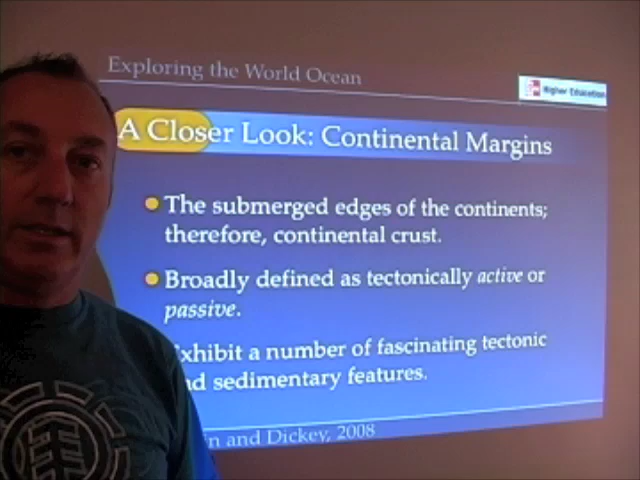 Exploring the World Ocean
Higher Education
A Closer Look: Continental Margins
The submerged edges of the continents;
therefore, continental crust.
Broadly defined as tectonically active or
passive.
xhibit a number of fascinating tectonic
nd sedimentary features.
n and Dickey, 2008